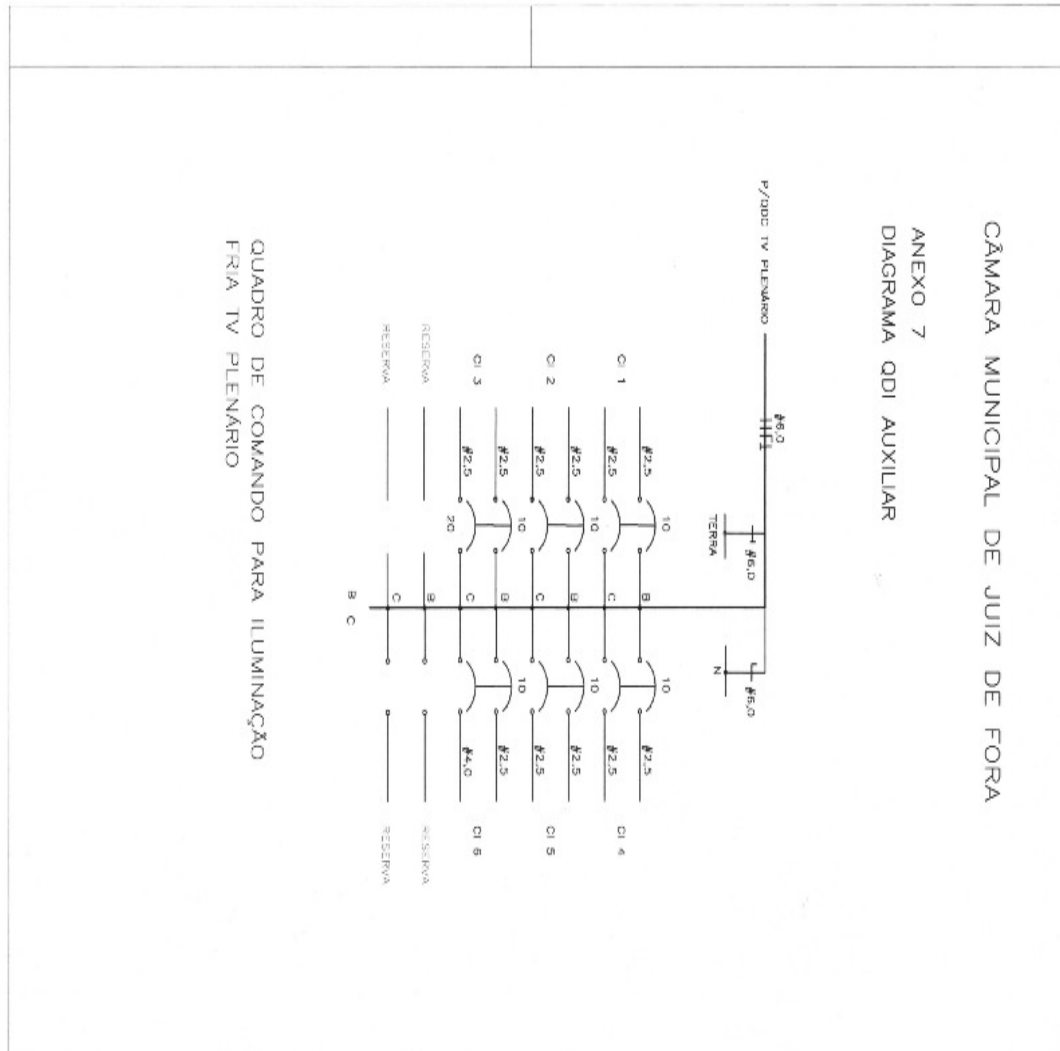 CÂMARA MUNICIPAL DE JUIZ DE FORA
ANEXO 7
DIAGRAMA QDI AUXILIAR
P/QDC TV PLENÁRIO
#6,0
TERRA
#6,0
N
#6,0
CI 1
#2,5
#2,5
10
B
C
10
#2,5
#2,5
CI 4
CI 2
#2,5
#2,5
10
B
C
10
#2,5
#2,5
CI 5
CI 3
#2,5
#2,5
10
20
B
C
10
#2,5
#4,0
CI 6
RESERVA
B
RESERVA
RESERVA
C
RESERVA
B C
QUADRO DE COMANDO PARA ILUMINAÇÃO
FRIA TV PLENÁRIO